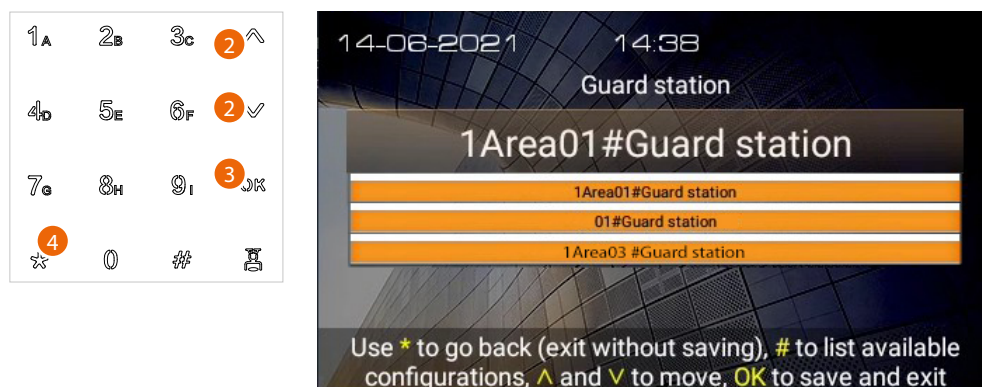 1A 2B 3C 2 ^
4D 5E 6F 2 v
7G 8H 9I 3 OK
4 * 0 #
14-06-2021 14:38
Guard station
1Area01#Guard station
1Area01#Guard station
01#Guard station
1Area03 #Guard station
Use * to go back (exit without saving), # to list available
configurations, ^ and v to move, OK to save and exit